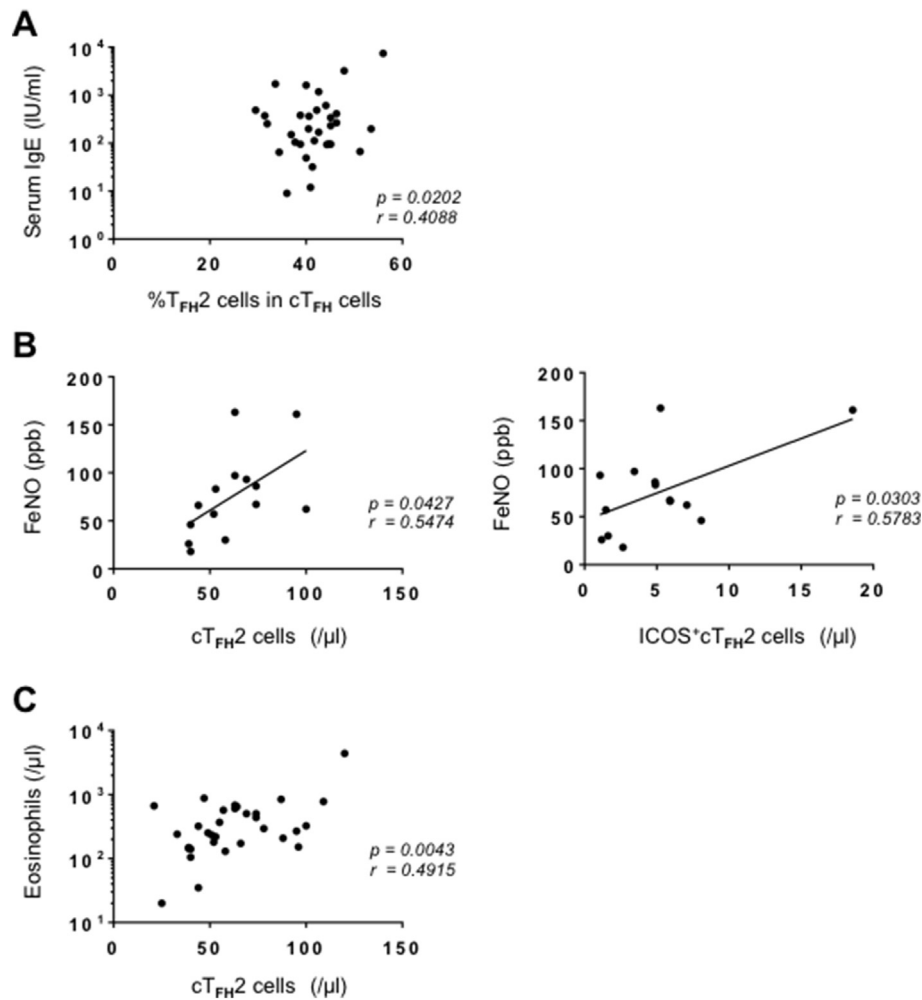 A
Serum IgE (IU/ml)
10⁴
10³
10²
10¹
10⁰
p = 0.0202
r = 0.4088
0 20 40 60
%TFH2 cells in cTFH cells
B
FeNO (ppb)
200
150
100
50
0
p = 0.0427
r = 0.5474
0 50 100 150
cTFH2 cells (/µl)
FeNO (ppb)
200
150
100
50
0
p = 0.0303
r = 0.5783
0 5 10 15 20
ICOS⁺cTFH2 cells (/µl)
C
Eosinophils (/µl)
10⁴
10³
10²
10¹
p = 0.0043
r = 0.4915
0 50 100 150
cTFH2 cells (/µl)